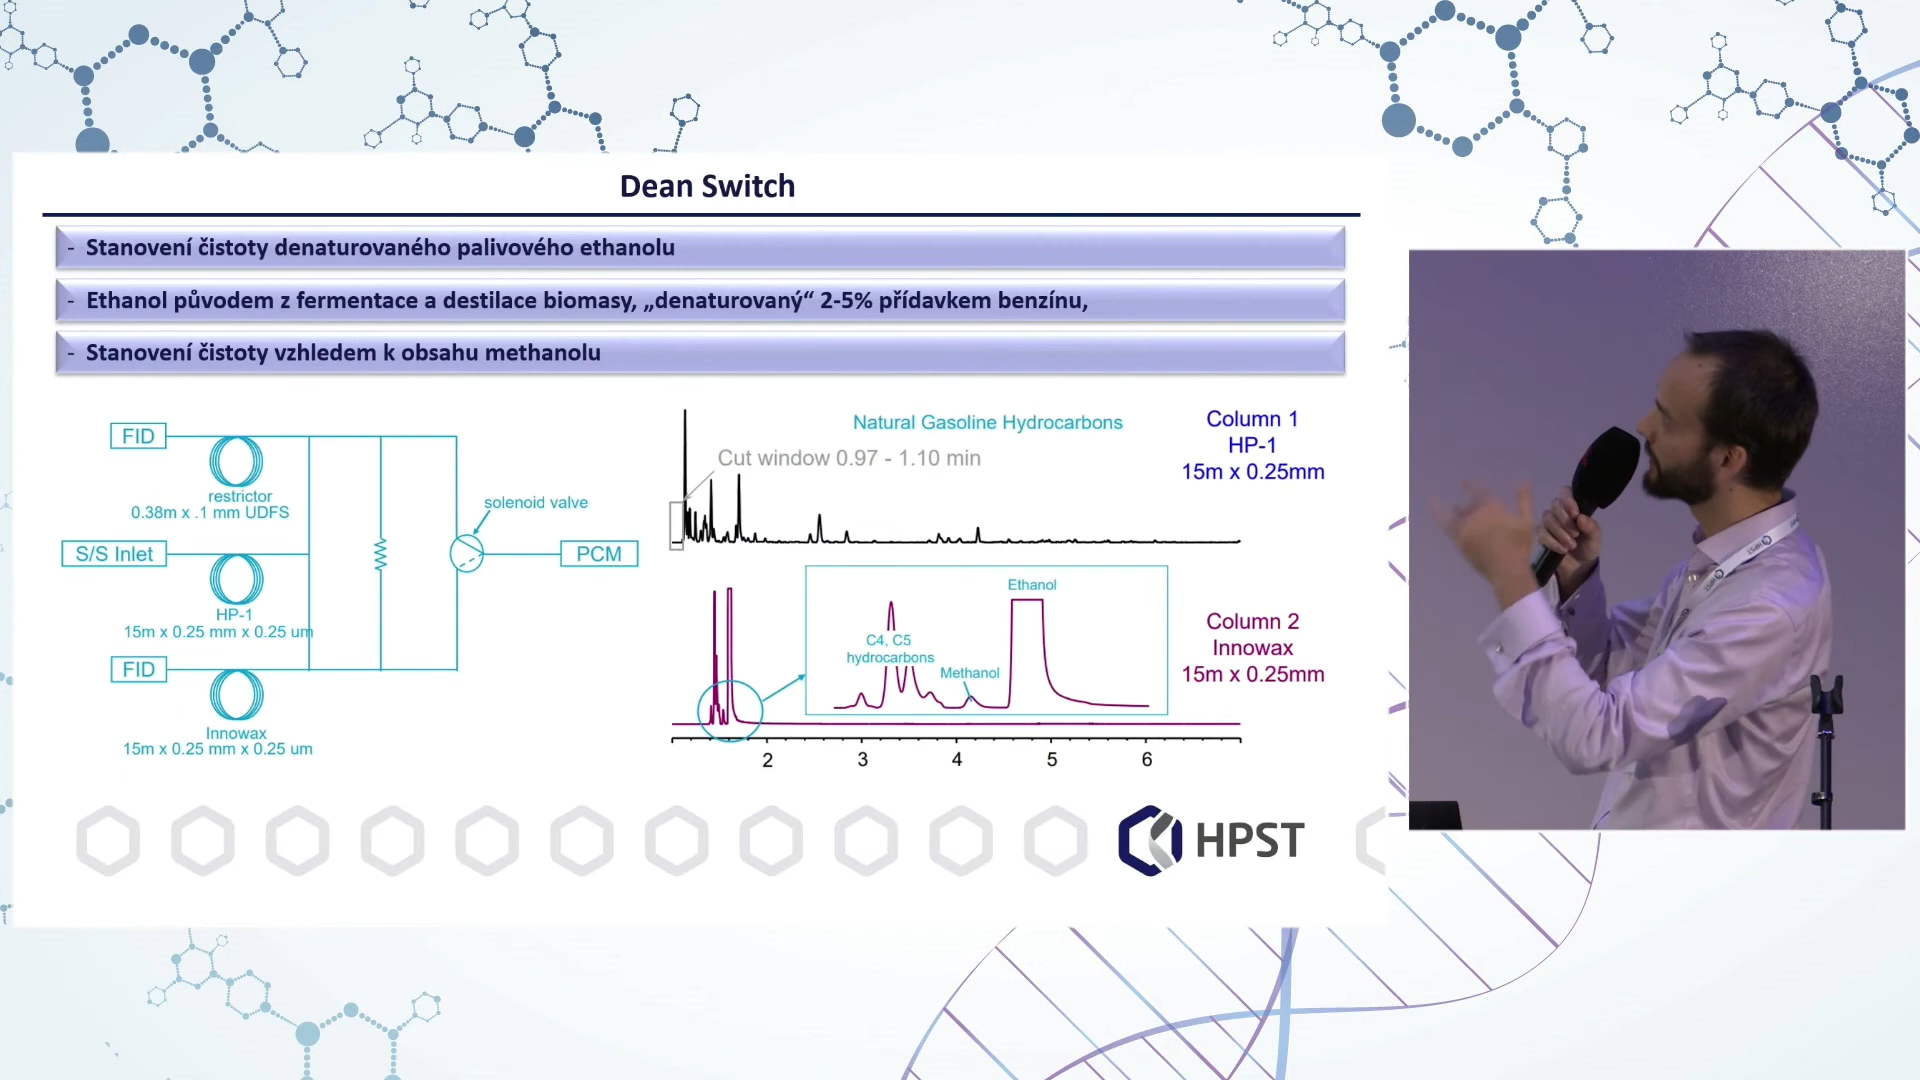 Dean Switch
- Stanovení čistoty denaturovaného palivového ethanolu
- Ethanol původem z fermentace a destilace biomasy, „denaturovaný“ 2-5% přídavkem benzínu,
- Stanovení čistoty vzhledem k obsahu methanolu
FID
restrictor
0.38m x .1 mm UDFS
solenoid valve
S/S Inlet
PCM
HP-1
15m x 0.25 mm x 0.25 um
FID
Innowax
15m x 0.25 mm x 0.25 um
Natural Gasoline Hydrocarbons
Cut window 0.97 - 1.10 min
Column 1
HP-1
15m x 0.25mm
Ethanol
C4, C5
hydrocarbons
Methanol
Column 2
Innowax
15m x 0.25mm
2 3 4 5 6
HPST